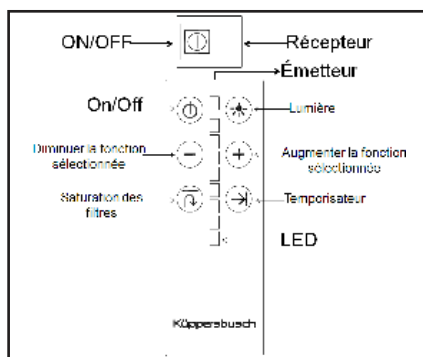 ON/OFF
Récepteur
Émetteur
On/Off
Lumière
Diminuer la fonction
sélectionnée
Augmenter la fonction
sélectionnée
Saturation des
filtres
Temporisateur
LED
Küppersbusch